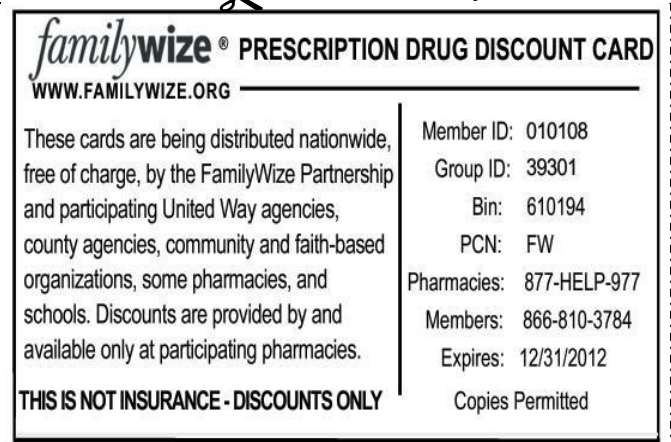 familywize ® PRESCRIPTION DRUG DISCOUNT CARD
WWW.FAMILYWIZE.ORG
These cards are being distributed nationwide,
free of charge, by the FamilyWize Partnership
and participating United Way agencies,
county agencies, community and faith-based
organizations, some pharmacies, and
schools. Discounts are provided by and
available only at participating pharmacies.
THIS IS NOT INSURANCE - DISCOUNTS ONLY
Member ID: 010108
Group ID: 39301
Bin: 610194
PCN: FW
Pharmacies: 877-HELP-977
Members: 866-810-3784
Expires: 12/31/2012
Copies Permitted